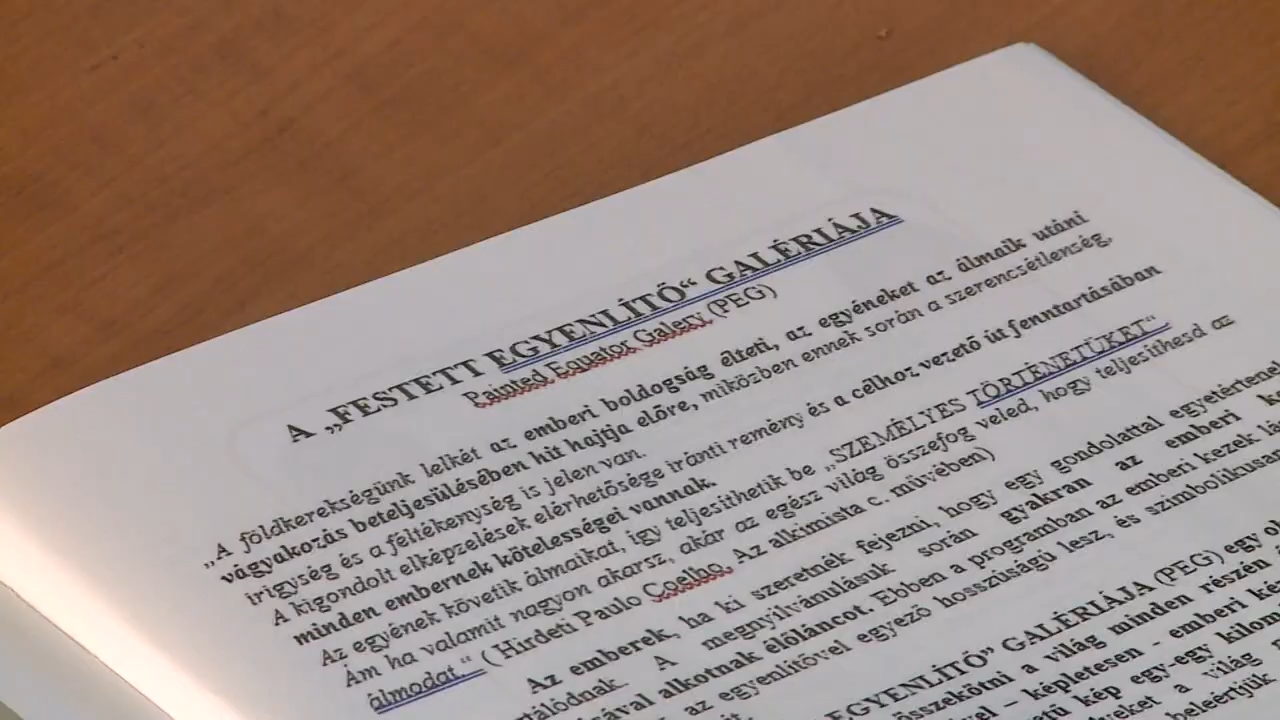 A „FESTETT EGYENLÍTŐ“ GALÉRIÁJA
Painted Equator Galery (PEG)
„A földkerekségünk lelkét az emberi boldogság élteti, az egyéneket az álmaik utáni
vágyakozás beteljesülésében hit hajtja előre, miközben ennek során a szerencsétlenség,
irigység és a féltékenység is jelen van.
A kigondolt elképzelések elérhetősége iránti remény és a célhoz vezető út fenntartásában
minden embernek kötelességei vannak.
Az egyének követik álmaikat, így teljesíthetik be „SZEMÉLYES TÖRTÉNETÜKET“
Ám ha valamit nagyon akarsz, akár az egész világ összefog veled, hogy teljesíthesd az
álmodat.“ ( Hirdeti Paulo Coelho, Az alkimista c. művében)
Az emberek, ha ki szeretnék fejezni, hogy egy gondolattal
A megnyilvánulásuk során gyakran az emberi
alkotnak élőláncot. Ebben a programban az emberi kezek
az egyenlítővel egyező hosszúságú lesz, és szimbolikusan
EGYENLÍTŐ” GALÉRIÁJA (PEG) egy
összekötni a világ minden részén
– képletesen - emberi
kép egy-egy
a világ